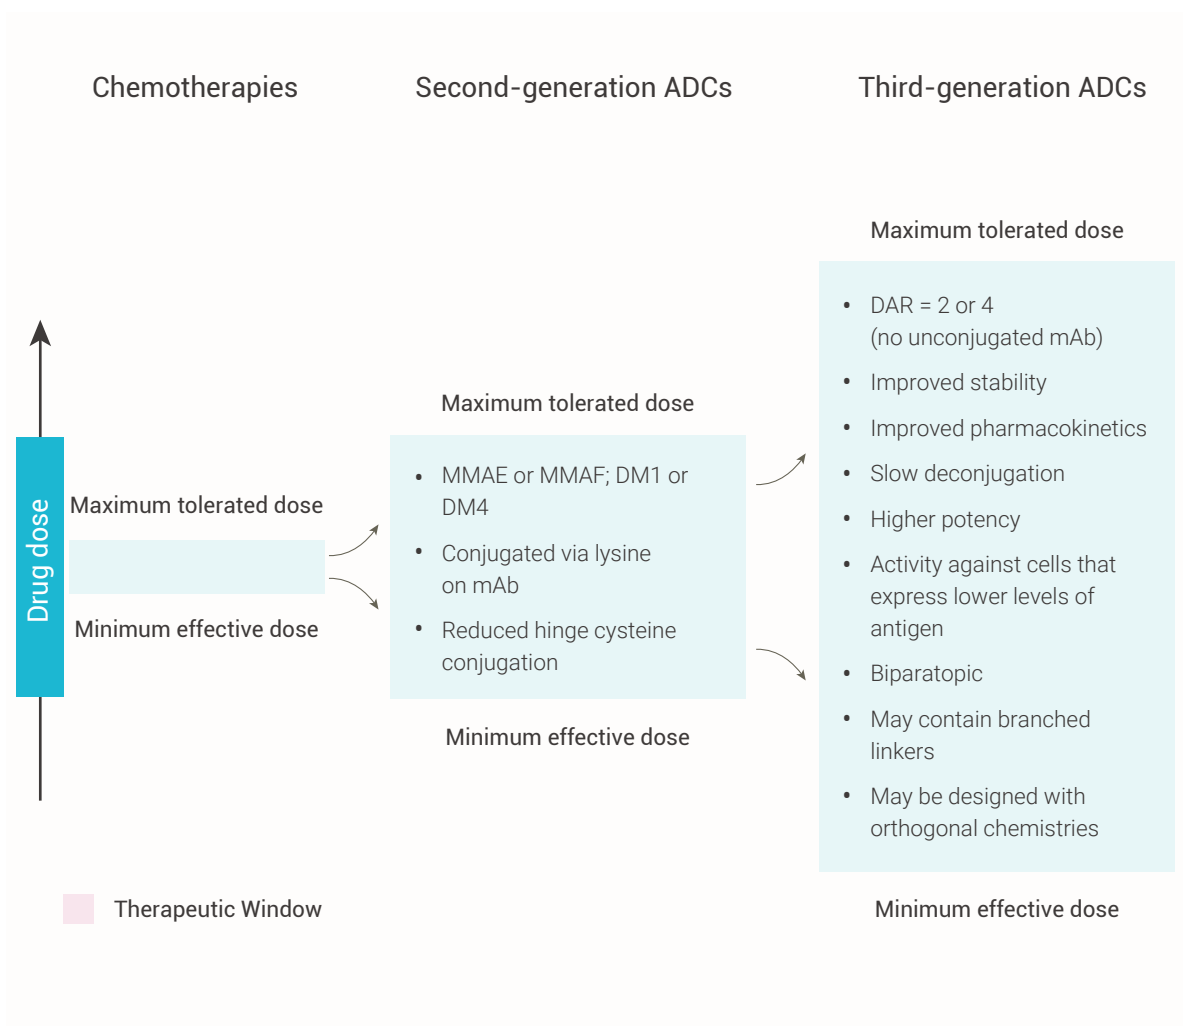 Chemotherapies
Second-generation ADCs
Third-generation ADCs
Drug dose
Maximum tolerated dose
Minimum effective dose
Maximum tolerated dose
• MMAE or MMAF; DM1 or
DM4
• Conjugated via lysine
on mAb
• Reduced hinge cysteine
conjugation
Minimum effective dose
Maximum tolerated dose
• DAR = 2 or 4
(no unconjugated mAb)
• Improved stability
• Improved pharmacokinetics
• Slow deconjugation
• Higher potency
• Activity against cells that
express lower levels of
antigen
• Biparatopic
• May contain branched
linkers
• May be designed with
orthogonal chemistries
Minimum effective dose
Therapeutic Window